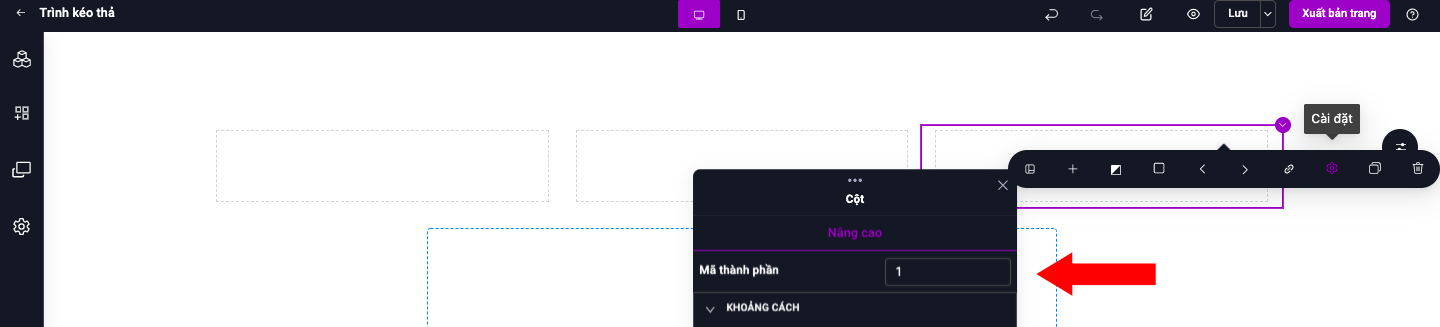 Trình kéo thả
Lưu
Xuất bản trang
Cài đặt
Cột
Nâng cao
Mã thành phần
1
KHOẢNG CÁCH